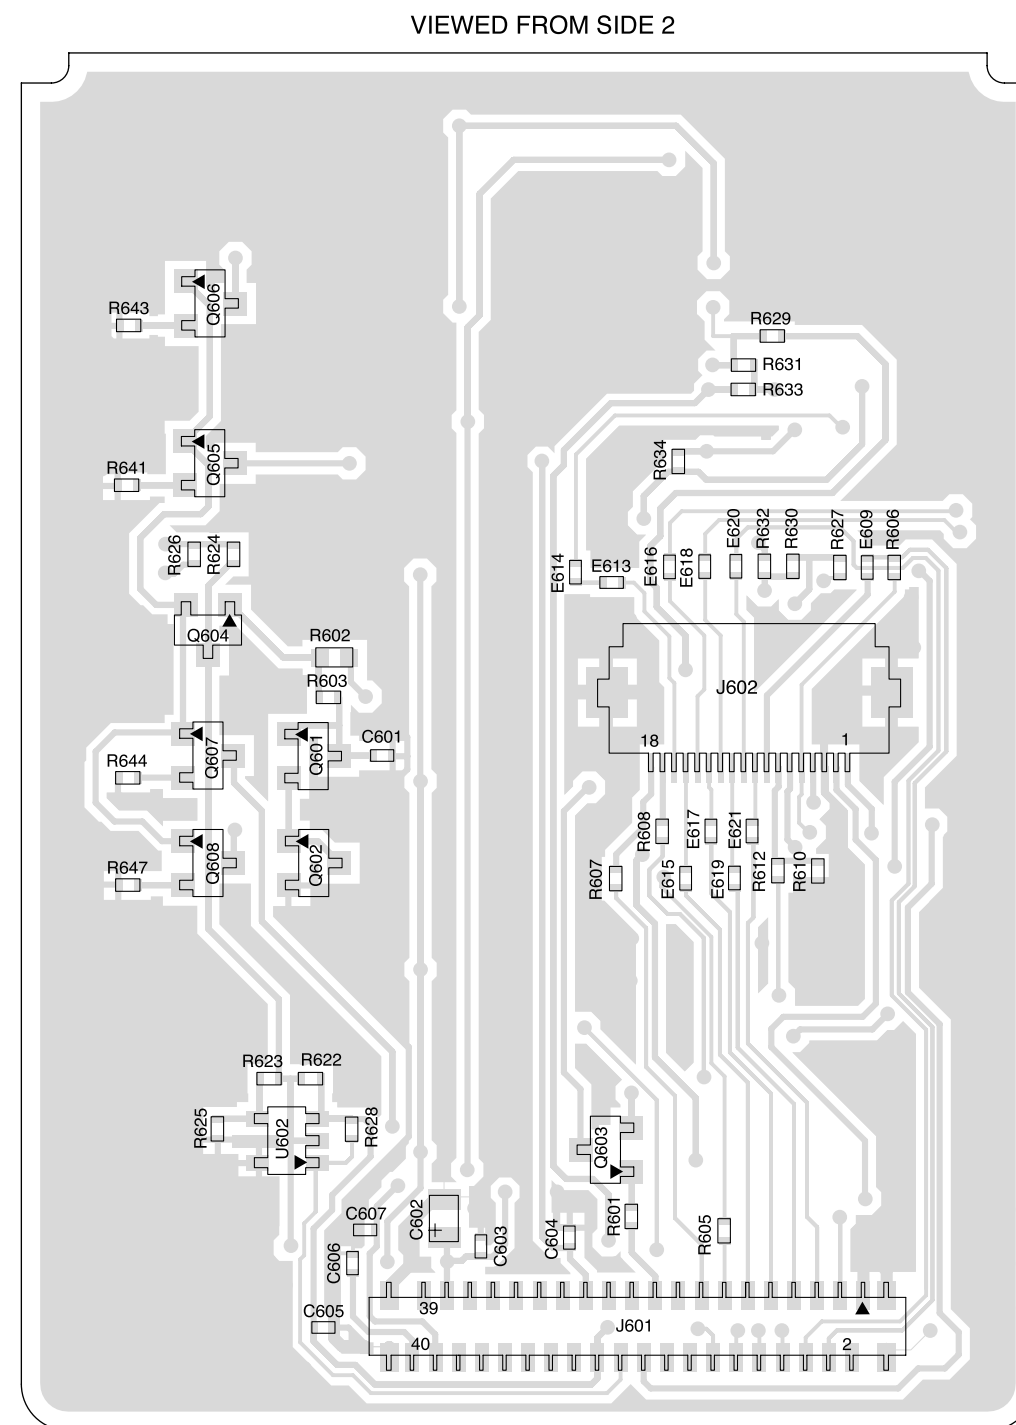 VIEWED FROM SIDE 2
Q606
R643
R629
R631
R633
Q605
R641
R634
R626
R624
E614
E613
E616
E618
E620
R632
R630
R627
E609
R606
Q604
R602
R603
J602
18
1
Q607
Q601
C601
R644
Q608
Q602
R647
R608
E617
E621
R607
E615
E619
R612
R610
R623
R622
R625
U602
R628
Q603
C607
C602
+
C603
C604
R601
R605
C606
C605
39
J601
40
2